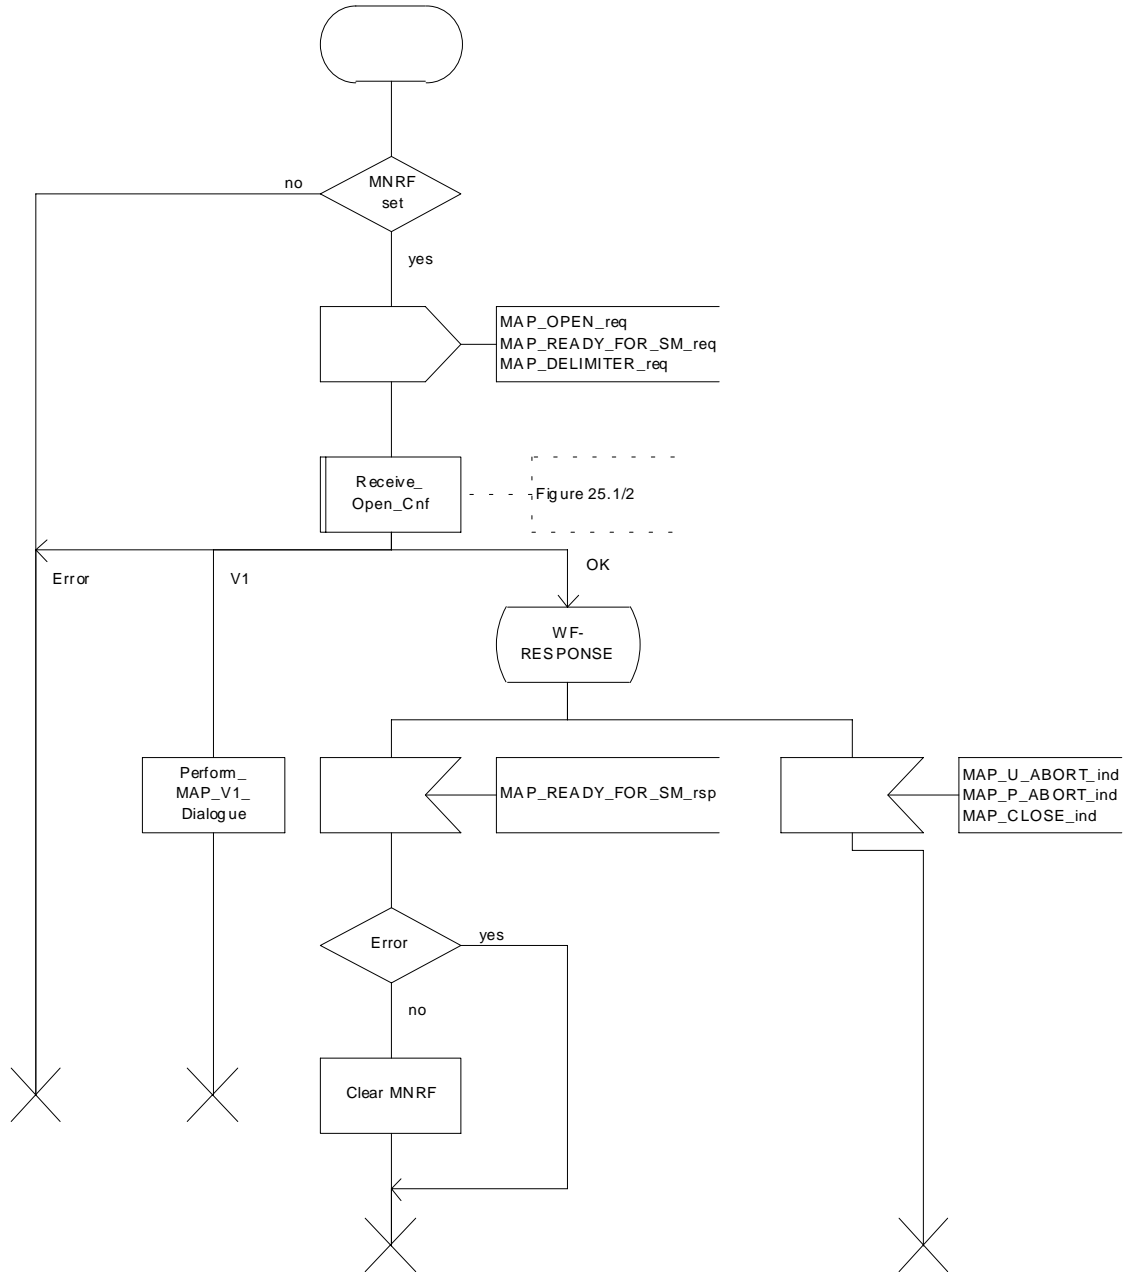 no
MNRF
set
yes
MAP_OPEN_req
MAP_READY_FOR_SM_req
MAP_DELIMITER_req
Receive_
Open_Cnf
Figure 25.1/2
Error
V1
OK
WF-
RESPONSE
Perform_
MAP_V1_
Dialogue
MAP_READY_FOR_SM_rsp
MAP_U_ABORT_ind
MAP_P_ABORT_ind
MAP_CLOSE_ind
Error
yes
no
Clear MNRF